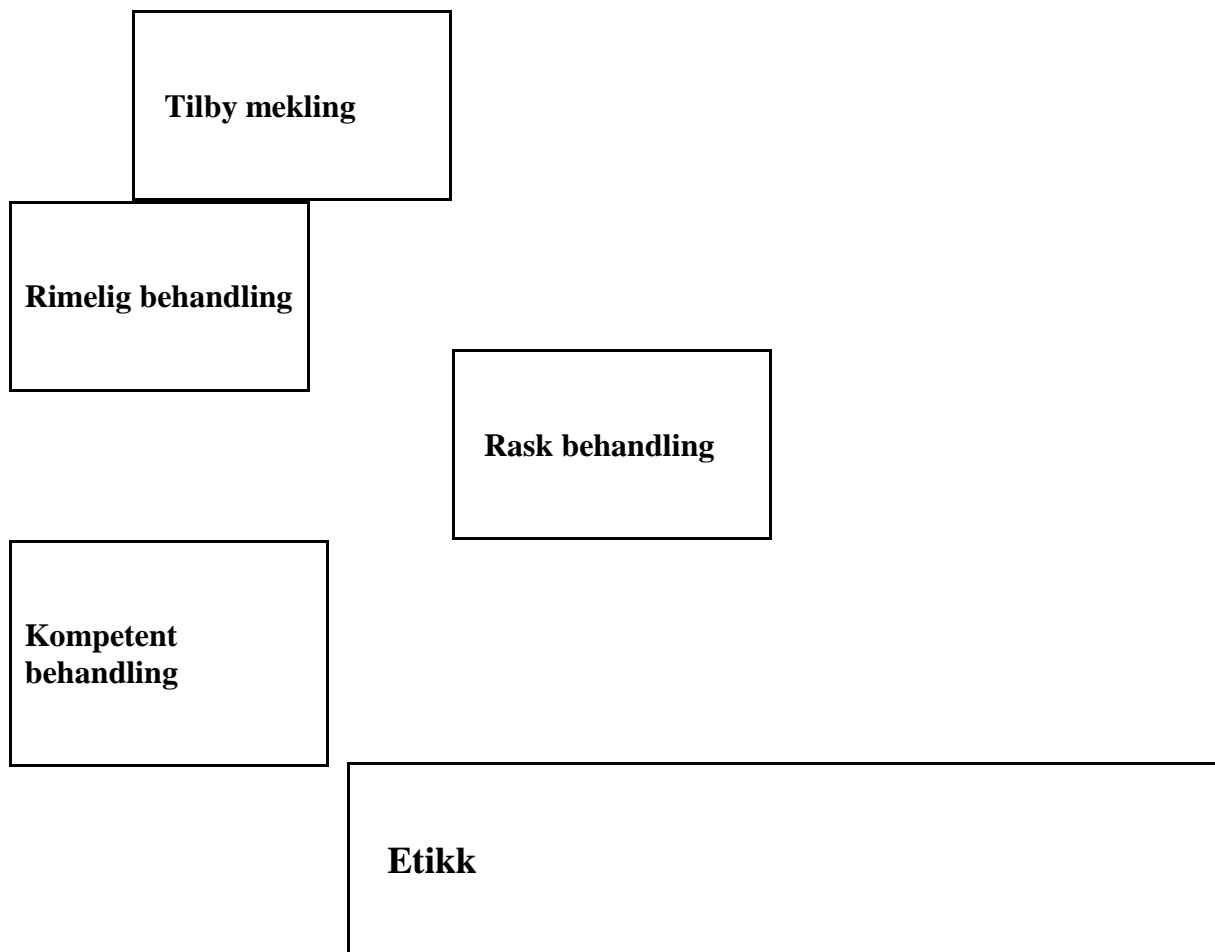 Tilby mekling
Rimelig behandling
Rask behandling
Kompetent
behandling
Etikk